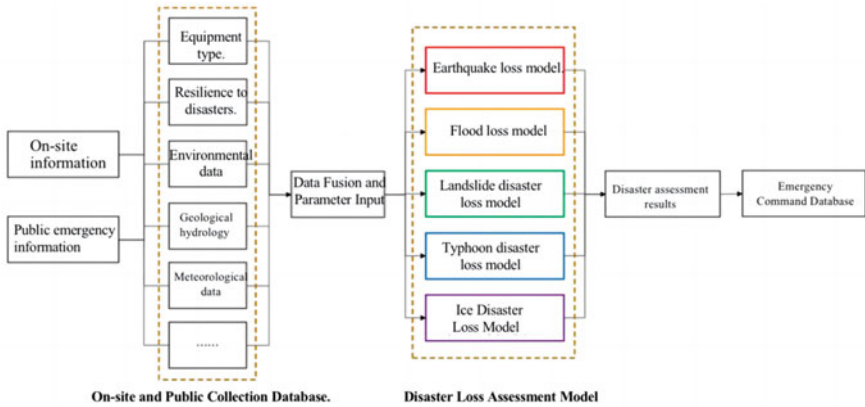 On-site
information
Public emergency
information
Equipment
type.
Resilience to
disasters.
Environmental
data
Geological
hydrology
Meteorological
data
......
On-site and Public Collection Database.
Data Fusion and
Parameter Input
Earthquake loss model.
Flood loss model
Landslide disaster
loss model
Typhoon disaster
loss model
Ice Disaster
Loss Model
Disaster Loss Assessment Model
Disaster assessment
results
Emergency
Command Database